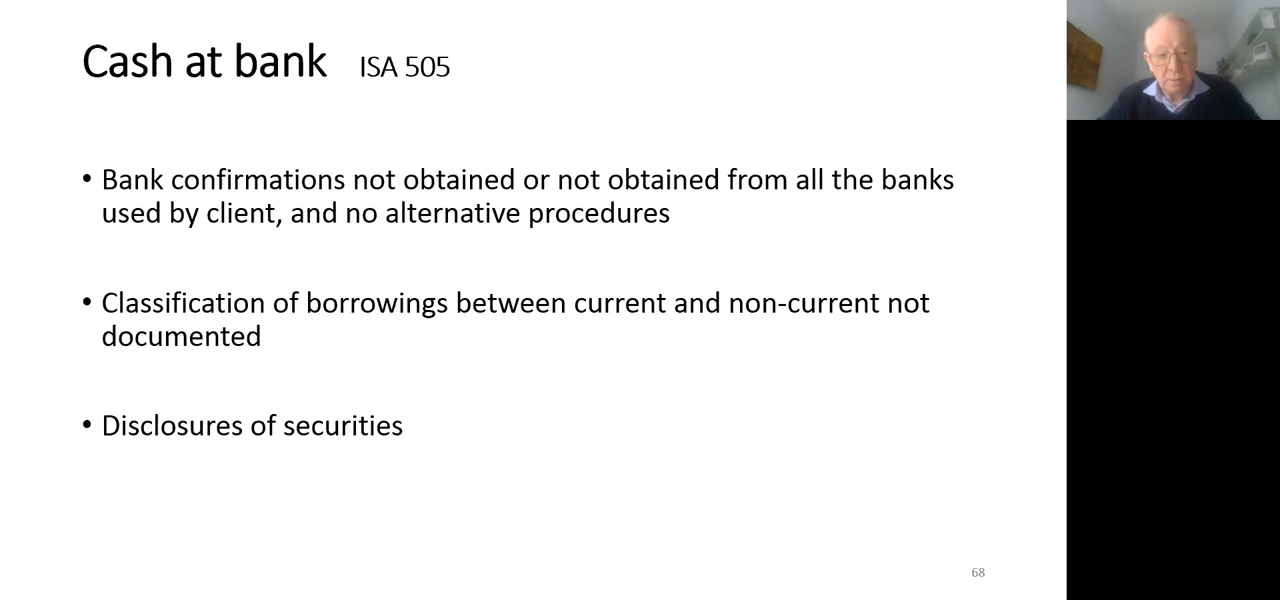 Cash at bank ISA 505
• Bank confirmations not obtained or not obtained from all the banks
used by client, and no alternative procedures
• Classification of borrowings between current and non-current not
documented
• Disclosures of securities
68